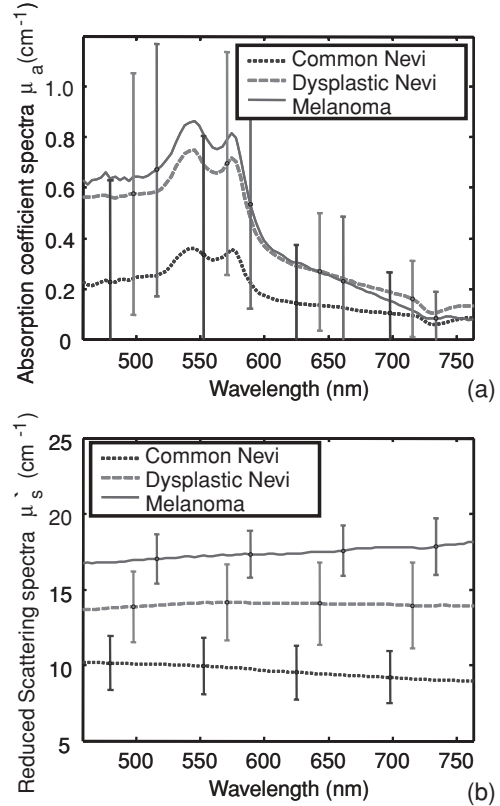 Absorption coefficient spectra μ a(cm-1)
1.0
0.8
0.6
0.4
0.2
0
Common Nevi
Dysplastic Nevi
Melanoma
500 550 600 650 700 750
Wavelength (nm)
(a)
Reduced Scattering spectra μ`s (cm-1)
25
20
15
10
5
Common Nevi
Dysplastic Nevi
Melanoma
500 550 600 650 700 750
Wavelength (nm)
(b)